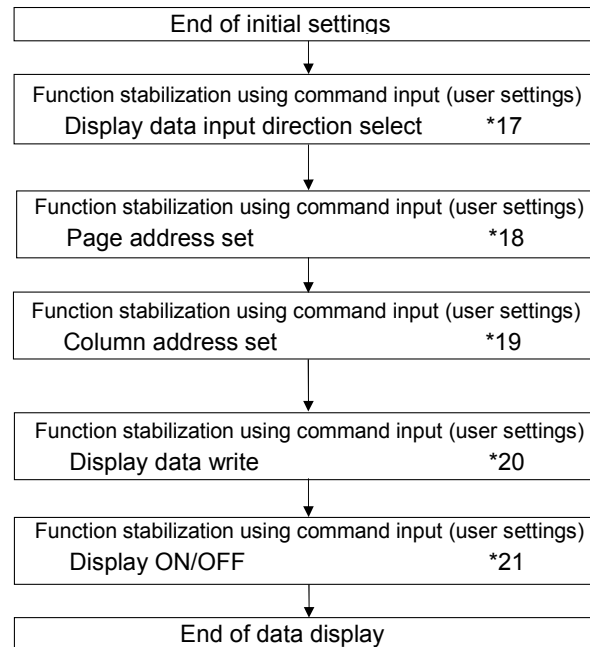 End of initial settings
Function stabilization using command input (user settings)
Display data input direction select *17
Function stabilization using command input (user settings)
Page address set *18
Function stabilization using command input (user settings)
Column address set *19
Function stabilization using command input (user settings)
Display data write *20
Function stabilization using command input (user settings)
Display ON/OFF *21
End of data display